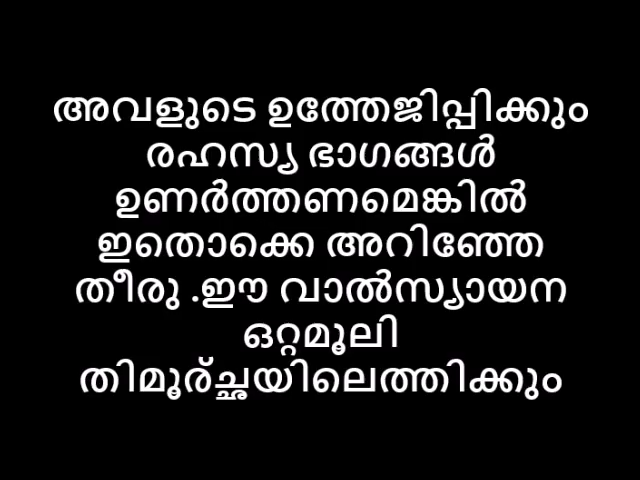 അവളുടെ ഉത്തേജിപ്പിക്കും
രഹസ്യ ഭാഗങ്ങൾ
ഉണർത്തണമെങ്കിൽ
ഇതൊക്കെ അറിഞ്ഞേ
തീരു .ഈ വാൽസ്യായന
ഒറ്റമൂലി
തിമൂര്ച്ഛയിലെത്തിക്കും